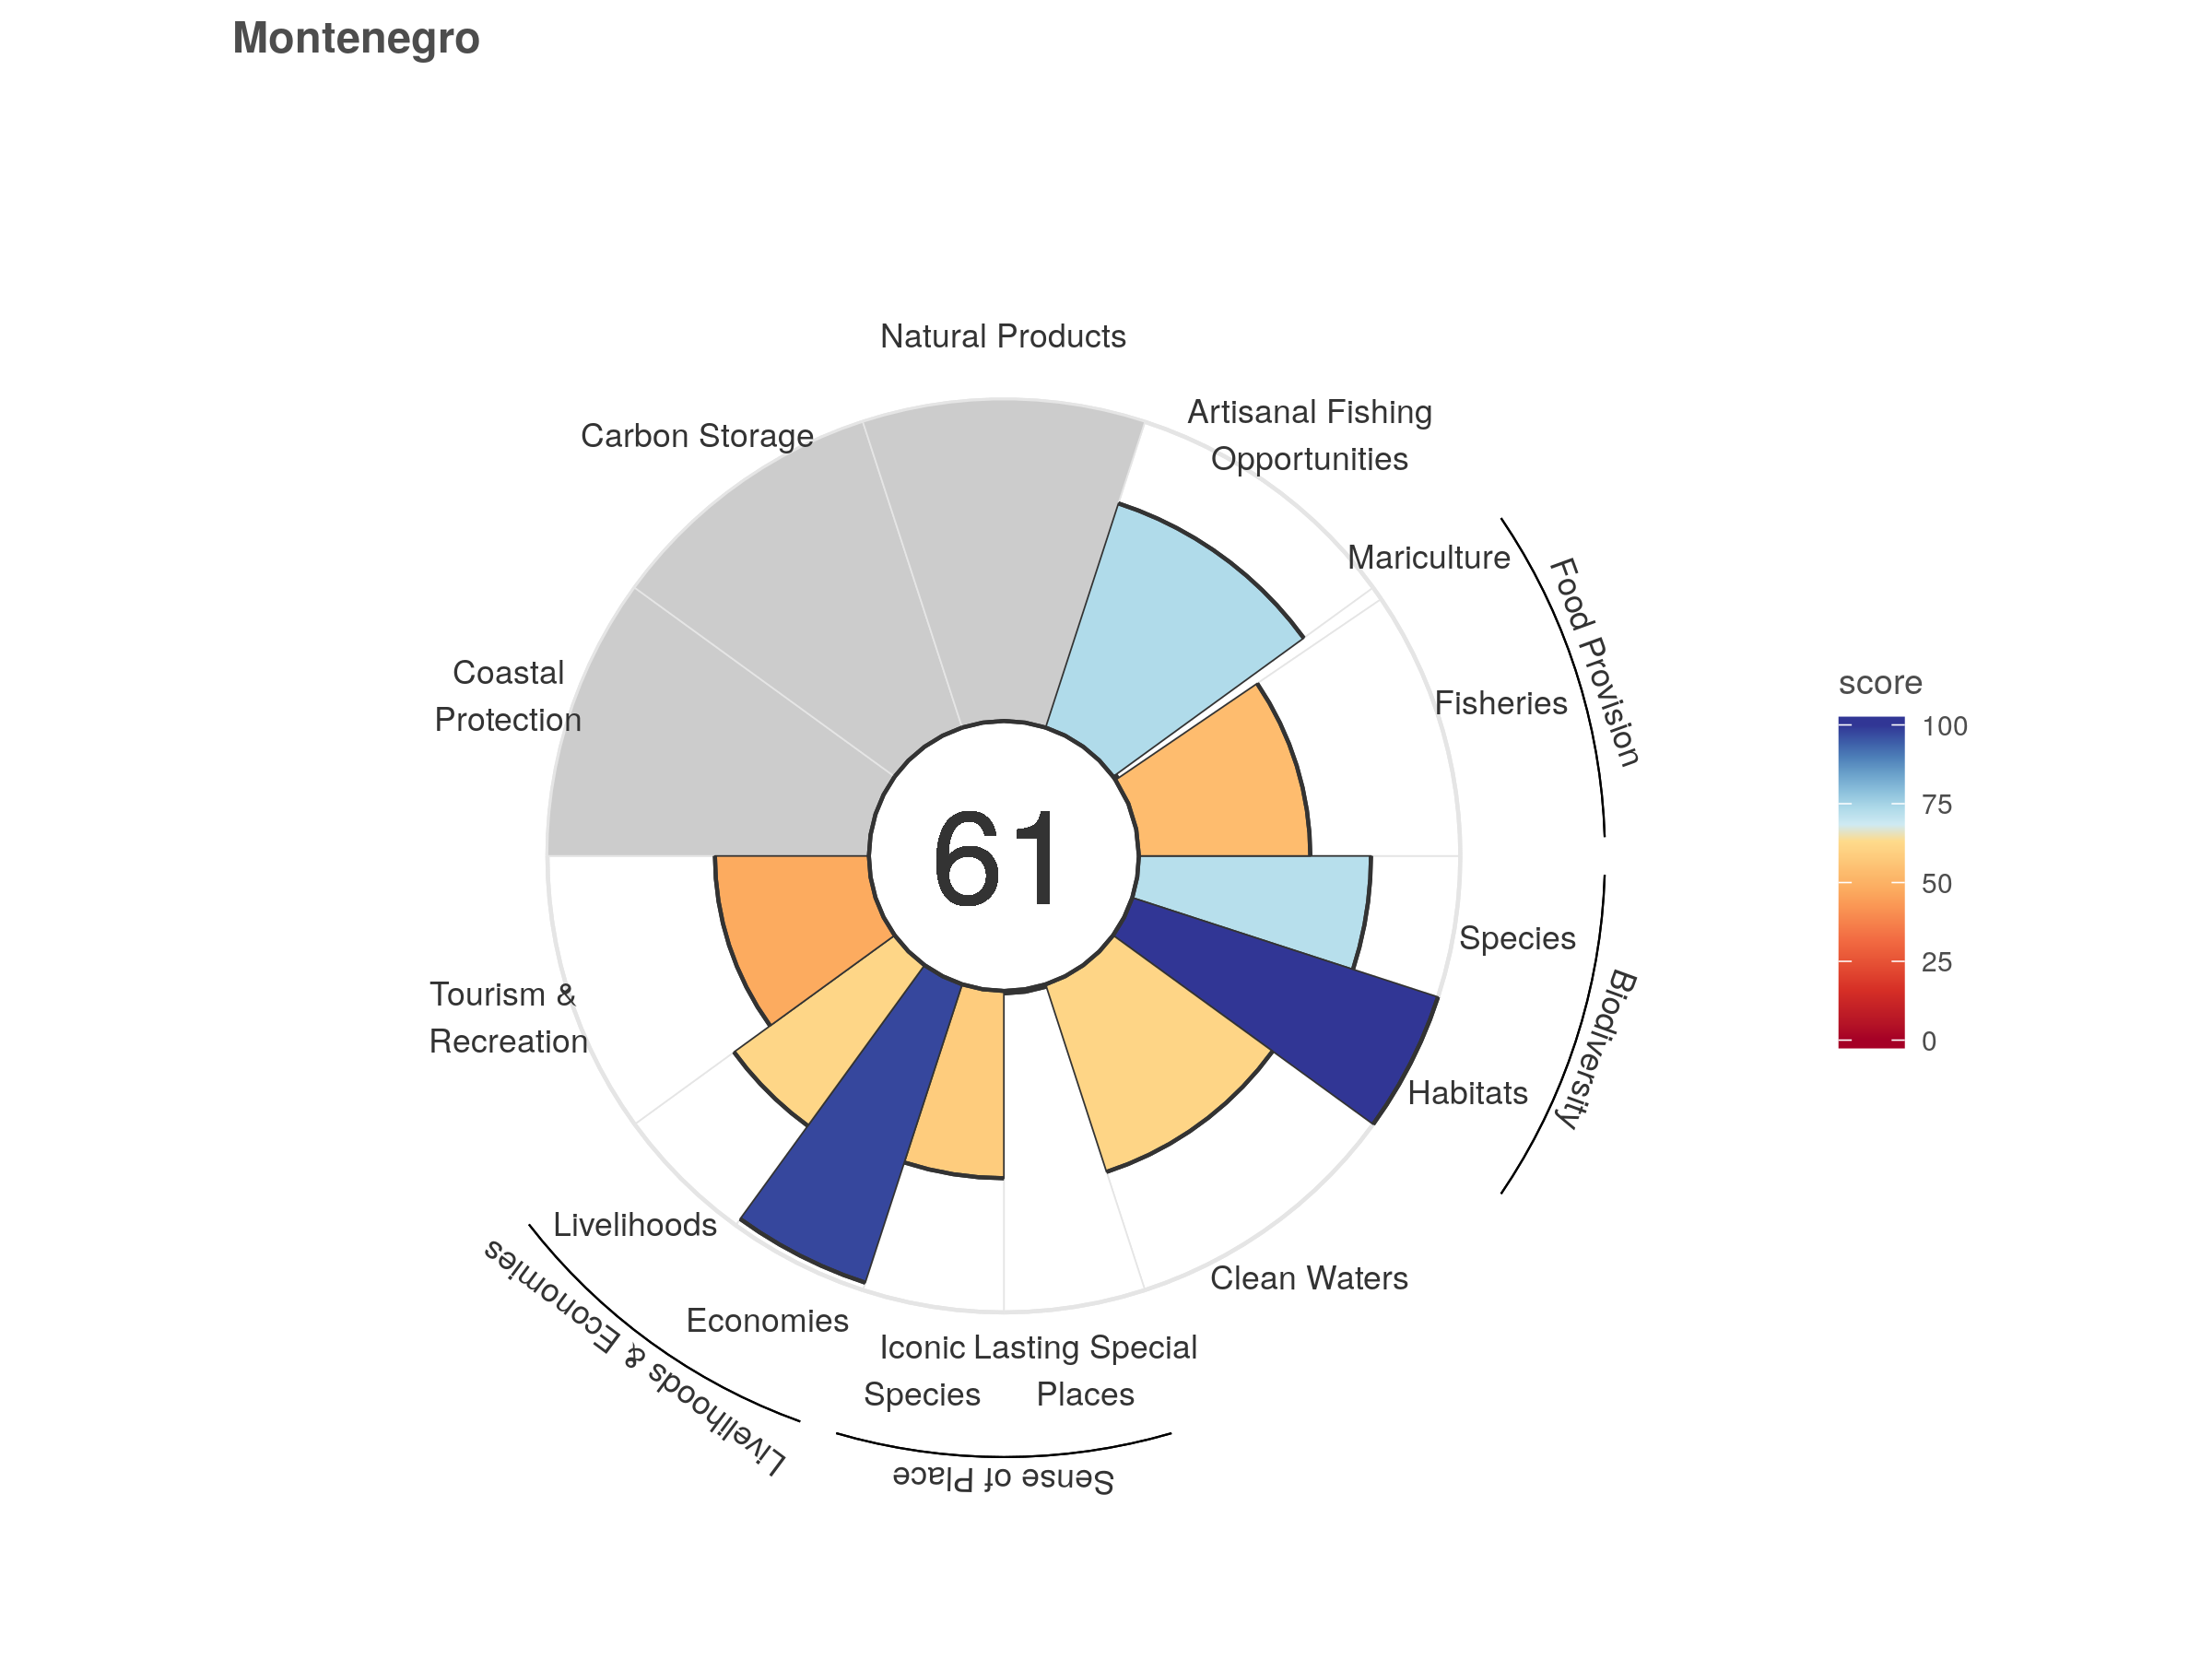 Montenegro
Natural Products
Artisanal Fishing
Opportunities
Carbon Storage
Mariculture
Food Provision
Fisheries
Coastal
Protection
score
100
75
50
25
0
61
Species
Biodiversity
Habitats
Tourism &
Recreation
Livelihoods
Livelihoods & Economies
Clean Waters
Economies
Iconic
Species
Lasting Special
Places
Sense of Place